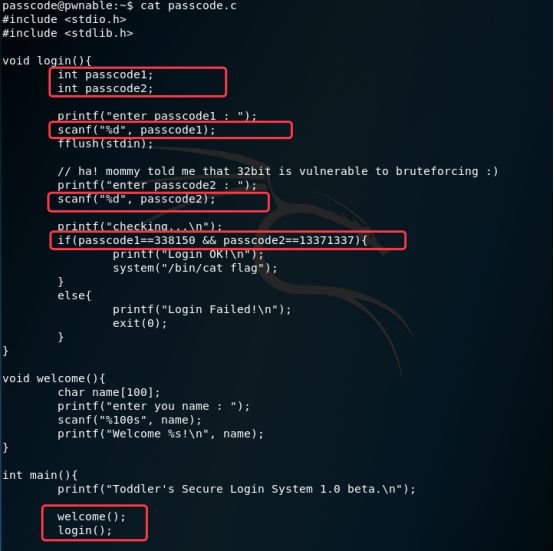 passcode@pwnable:~$ cat passcode.c
#include <stdio.h>
#include <stdlib.h>
void login(){
int passcode1;
int passcode2;
printf("enter passcode1 : ");
scanf("%d", passcode1);
fflush(stdin);
// ha! mommy told me that 32bit is vulnerable to bruteforcing :)
printf("enter passcode2 : ");
scanf("%d", passcode2);
printf("checking...\n");
if(passcode1==338150 && passcode2==13371337){
printf("Login OK!\n");
system("/bin/cat flag");
}
else{
printf("Login Failed!\n");
exit(0);
}
}
void welcome(){
char name[100];
printf("enter you name : ");
scanf("%100s", name);
printf("Welcome %s!\n", name);
}
int main(){
printf("Toddler's Secure Login System 1.0 beta.\n");
welcome();
login();